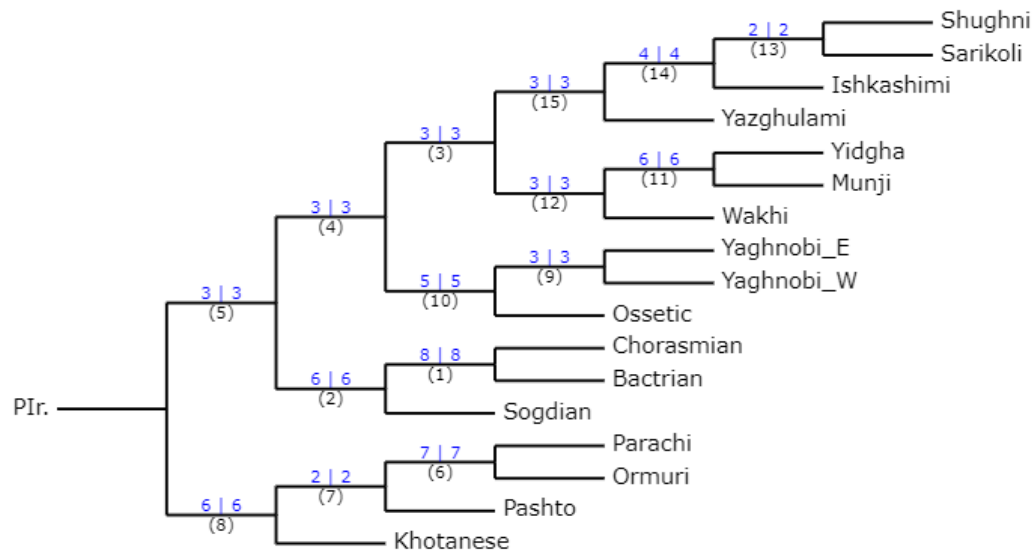 Shughni
2 | 2
(13)
Sarikoli
4 | 4
(14)
Ishkashimi
3 | 3
(15)
Yazghulami
3 | 3
(3)
Yidgha
6 | 6
(11)
Munji
3 | 3
(12)
Wakhi
3 | 3
(4)
Yaghnobi_E
3 | 3
(9)
Yaghnobi_W
5 | 5
(10)
Ossetic
3 | 3
(5)
Chorasmian
8 | 8
(1)
Bactrian
6 | 6
(2)
Sogdian
PIr.
Parachi
7 | 7
(6)
Ormuri
2 | 2
(7)
Pashto
6 | 6
(8)
Khotanese